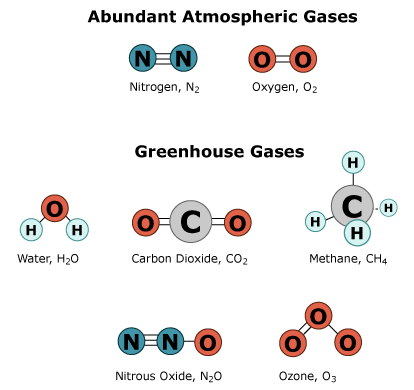 Abundant Atmospheric Gases
N N O O
Nitrogen, N₂ Oxygen, O₂
Greenhouse Gases
H
O O C O C H
H H H H
Water, H₂O Carbon Dioxide, CO₂ Methane, CH₄
O
N N O O O
Nitrous Oxide, N₂O Ozone, O₃